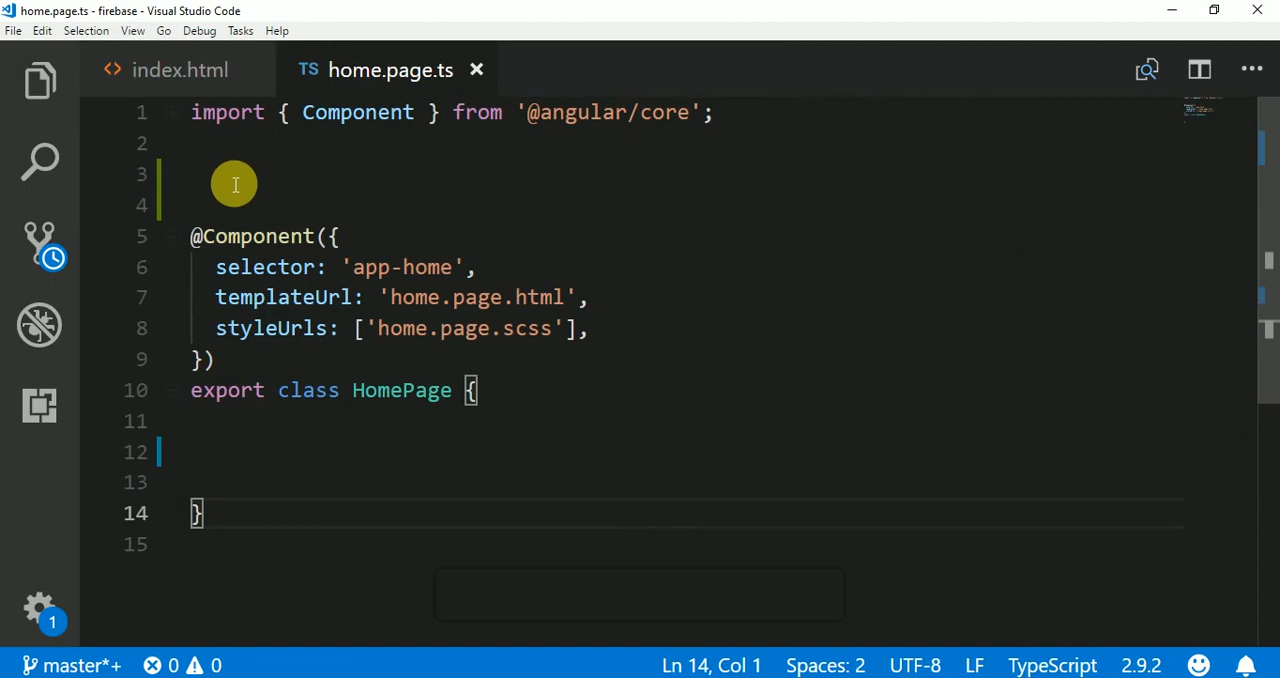 home.page.ts - firebase - Visual Studio Code
File Edit Selection View Go Debug Tasks Help
index.html TS home.page.ts
1 import { Component } from '@angular/core';
2
3
4
5 @Component({
6 selector: 'app-home',
7 templateUrl: 'home.page.html',
8 styleUrls: ['home.page.scss'],
9 })
10 export class HomePage {
11
12
13
14 }
15
1
master*+ 0 0 Ln 14, Col 1 Spaces: 2 UTF-8 LF TypeScript 2.9.2